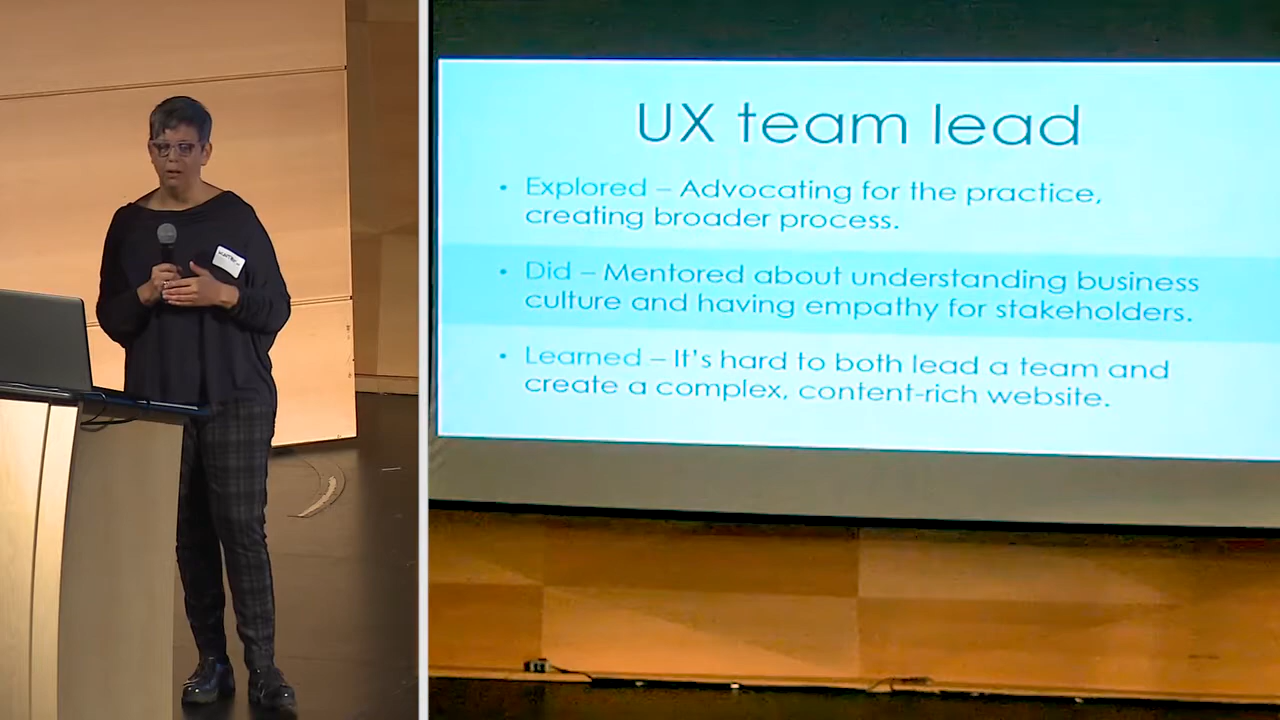 UX team lead
• Explored – Advocating for the practice,
creating broader process.
• Did – Mentored about understanding business
culture and having empathy for stakeholders.
• Learned – It's hard to both lead a team and
create a complex, content-rich website.